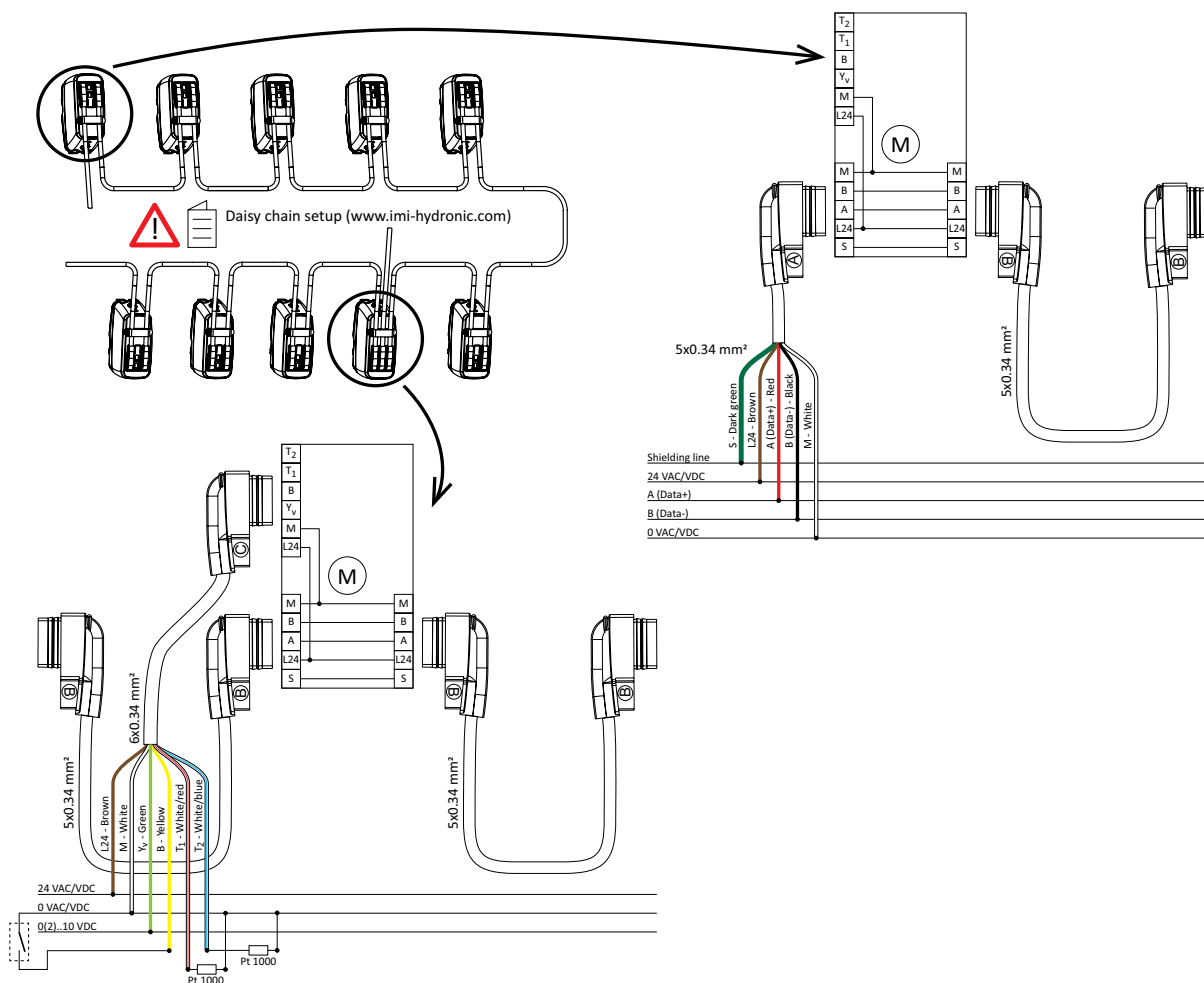 T2
T1
B
Yv
M
L24
M
M
M
B
B
A
A
L24
L24
S
S
Daisy chain setup (www.imi-hydronic.com)
A
B
B
5x0.34 mm²
5x0.34 mm²
S - Dark green
L24 - Brown
A (Data+) - Red
B (Data-) - Black
M - White
Shielding line
24 VAC/VDC
A (Data+)
B (Data-)
0 VAC/VDC
T2
T1
B
Yv
M
L24
C
M
M
M
B
B
A
A
L24
L24
S
S
B
B
B
B
6x0.34 mm²
5x0.34 mm²
5x0.34 mm²
L24 - Brown
M - White
Yv - Green
B - Yellow
T1 - White/red
T2 - White/blue
24 VAC/VDC
0 VAC/VDC
0(2)..10 VDC
Pt 1000
Pt 1000